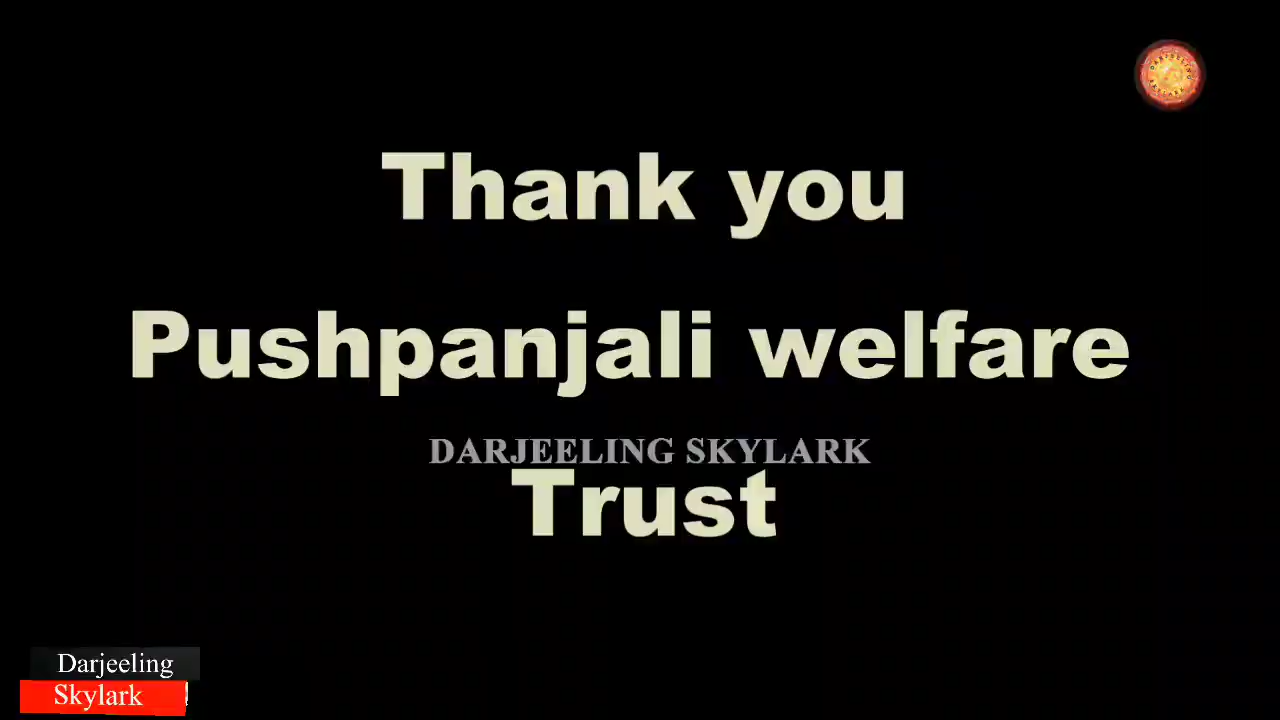 Thank you
Pushpanjali welfare
DARJEELING SKYLARK
Trust
Darjeeling
Skylark